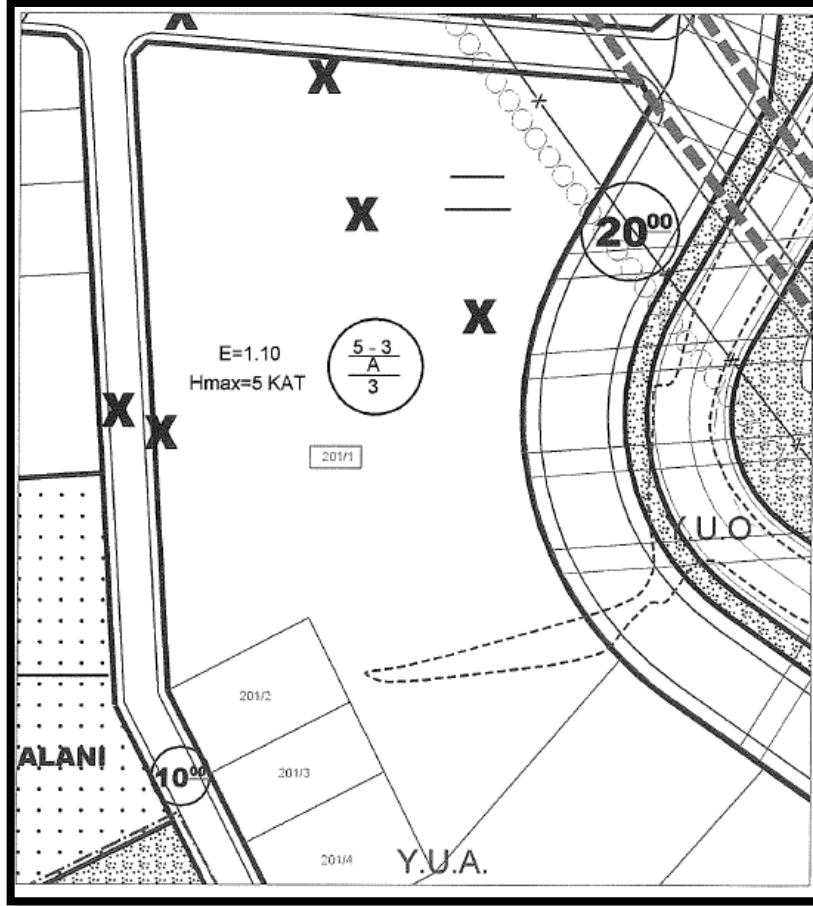 X
X
X
20⁰⁰
X
E=1.10
Hmax=5 KAT
5 - 3
A
3
X
X
201/1
Y.U.O
201/2
ALANI
10⁰⁰
201/3
201/4
Y.U.A.